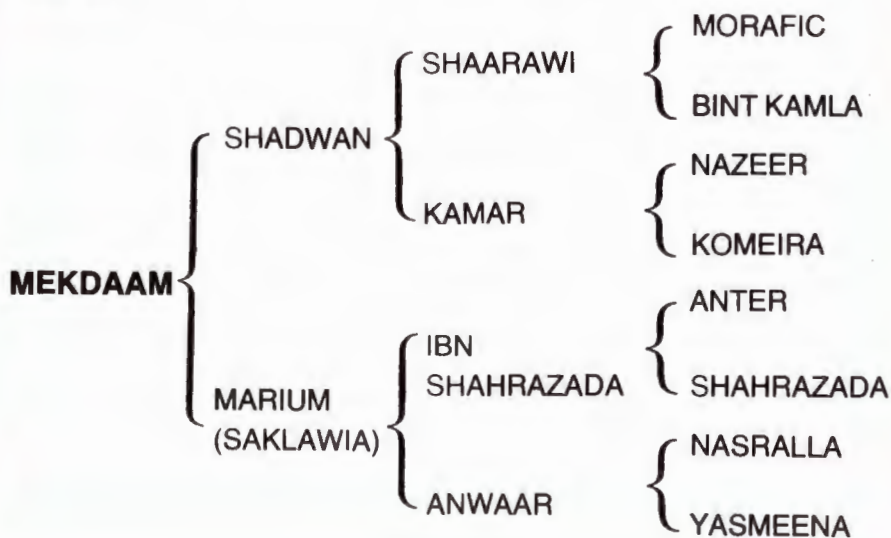 MORAFIC
SHAARAWI
BINT KAMLA
SHADWAN
NAZEER
KAMAR
KOMEIRA
MEKDAAM
ANTER
IBN
SHAHRAZADA
SHAHRAZADA
MARIUM
(SAKLAWIA)
NASRALLA
ANWAAR
YASMEENA